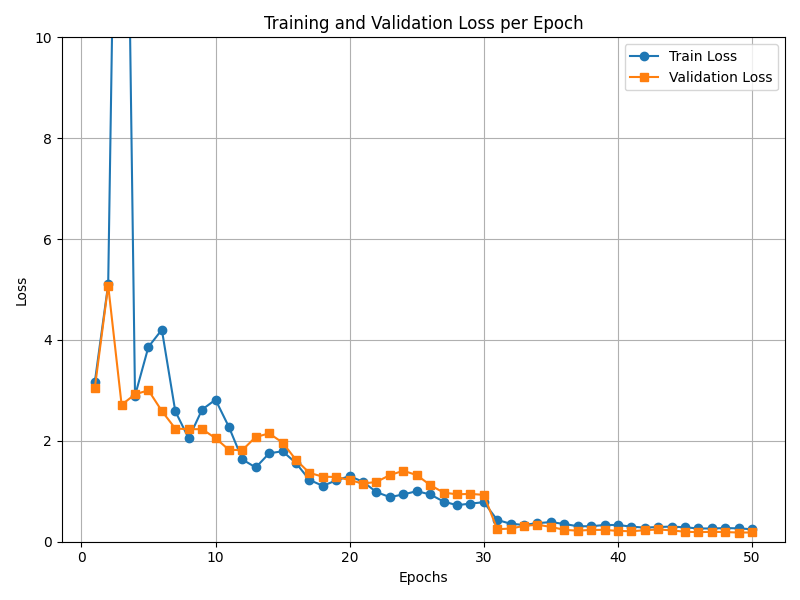 Training and Validation Loss per Epoch
Train Loss
Validation Loss
10
8
6
4
2
0
Loss
0 10 20 30 40 50
Epochs